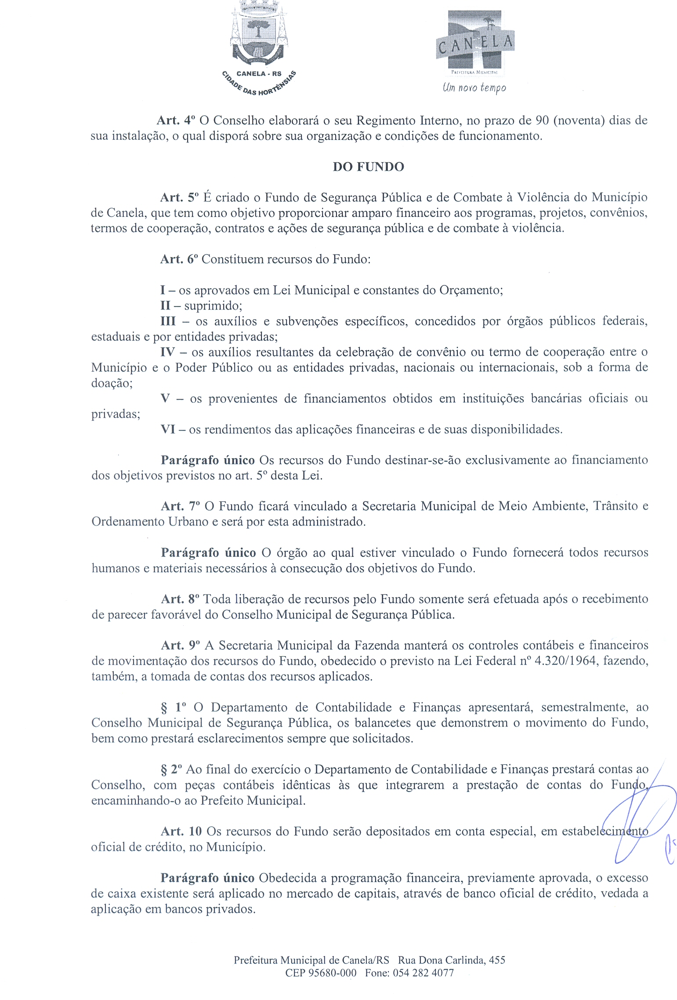 CANELA - RS
CIDADE DAS HORTÊNSIAS
CANELA
PREFEITURA MUNICIPAL
Um novo tempo
Art. 4º O Conselho elaborará o seu Regimento Interno, no prazo de 90 (noventa) dias de
sua instalação, o qual disporá sobre sua organização e condições de funcionamento.
DO FUNDO
Art. 5º É criado o Fundo de Segurança Pública e de Combate à Violência do Município
de Canela, que tem como objetivo proporcionar amparo financeiro aos programas, projetos, convênios,
termos de cooperação, contratos e ações de segurança pública e de combate à violência.
Art. 6º Constituem recursos do Fundo:
I – os aprovados em Lei Municipal e constantes do Orçamento;
II – suprimido;
III – os auxílios e subvenções específicos, concedidos por órgãos públicos federais,
estaduais e por entidades privadas;
IV – os auxílios resultantes da celebração de convênio ou termo de cooperação entre o
Município e o Poder Público ou as entidades privadas, nacionais ou internacionais, sob a forma de
doação;
V – os provenientes de financiamentos obtidos em instituições bancárias oficiais ou
privadas;
VI – os rendimentos das aplicações financeiras e de suas disponibilidades.
Parágrafo único Os recursos do Fundo destinar-se-ão exclusivamente ao financiamento
dos objetivos previstos no art. 5º desta Lei.
Art. 7º O Fundo ficará vinculado a Secretaria Municipal de Meio Ambiente, Trânsito e
Ordenamento Urbano e será por esta administrado.
Parágrafo único O órgão ao qual estiver vinculado o Fundo fornecerá todos recursos
humanos e materiais necessários à consecução dos objetivos do Fundo.
Art. 8º Toda liberação de recursos pelo Fundo somente será efetuada após o recebimento
de parecer favorável do Conselho Municipal de Segurança Pública.
Art. 9º A Secretaria Municipal da Fazenda manterá os controles contábeis e financeiros
de movimentação dos recursos do Fundo, obedecido o previsto na Lei Federal nº 4.320/1964, fazendo,
também, a tomada de contas dos recursos aplicados.
§ 1º O Departamento de Contabilidade e Finanças apresentará, semestralmente, ao
Conselho Municipal de Segurança Pública, os balancetes que demonstrem o movimento do Fundo,
bem como prestará esclarecimentos sempre que solicitados.
§ 2º Ao final do exercício o Departamento de Contabilidade e Finanças prestará contas ao
Conselho, com peças contábeis idênticas às que integrarem a prestação de contas do Fundo,
encaminhando-o ao Prefeito Municipal.
Art. 10 Os recursos do Fundo serão depositados em conta especial, em estabelecimento
oficial de crédito, no Município.
Parágrafo único Obedecida a programação financeira, previamente aprovada, o excesso
de caixa existente será aplicado no mercado de capitais, através de banco oficial de crédito, vedada a
aplicação em bancos privados.
Prefeitura Municipal de Canela/RS Rua Dona Carlinda, 455
CEP 95680-000 Fone: 054 282 4077